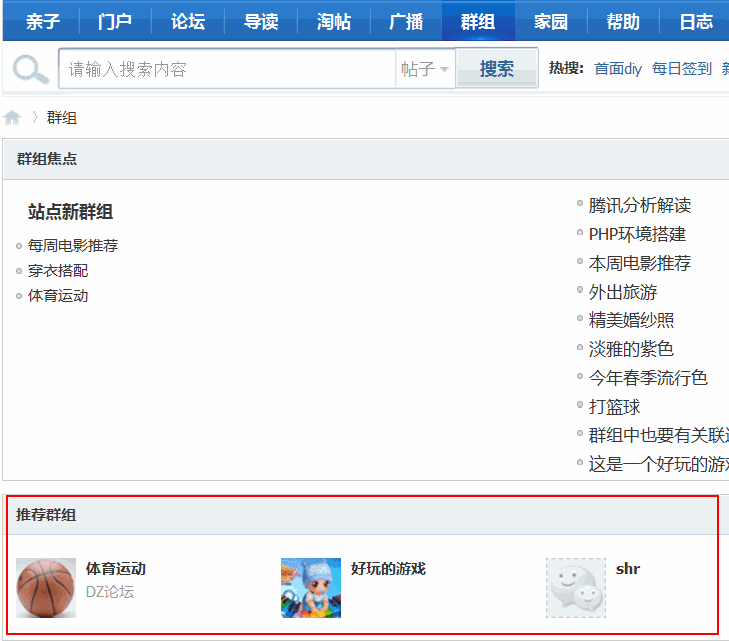 亲子 门户 论坛 导读 淘帖 广播 群组 家园 帮助 日志
请输入搜索内容 帖子 搜索 热搜: 首面diy 每日签到
群组
群组焦点
站点新群组
每周电影推荐
穿衣搭配
体育运动
腾讯分析解读
PHP环境搭建
本周电影推荐
外出旅游
精美婚纱照
淡雅的紫色
今年春季流行色
打篮球
群组中也要有关联
这是一个好玩的游
推荐群组
体育运动 好玩的游戏 shr
DZ论坛